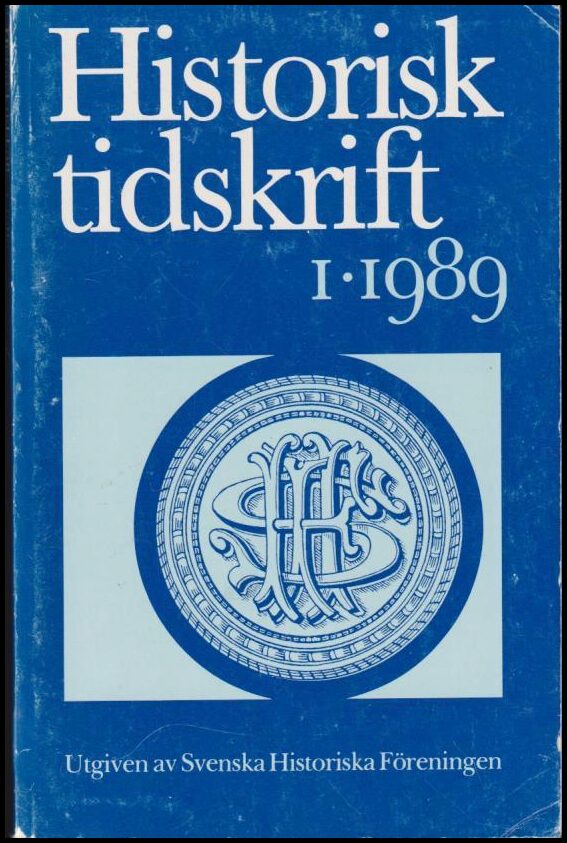 Historisk
tidskrift
1·1989
Utgiven av Svenska Historiska Föreningen